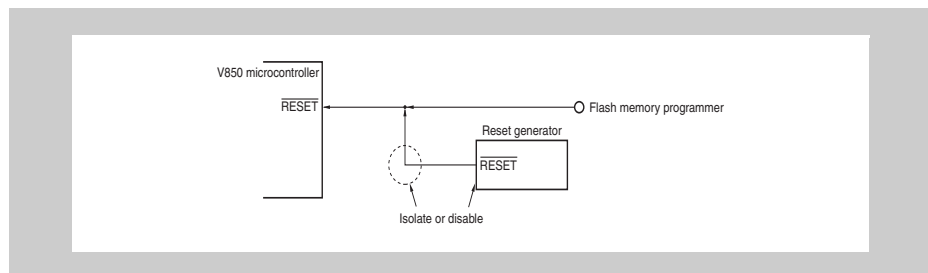 V850 microcontroller
RESET
Flash memory programmer
Reset generator
RESET
Isolate or disable